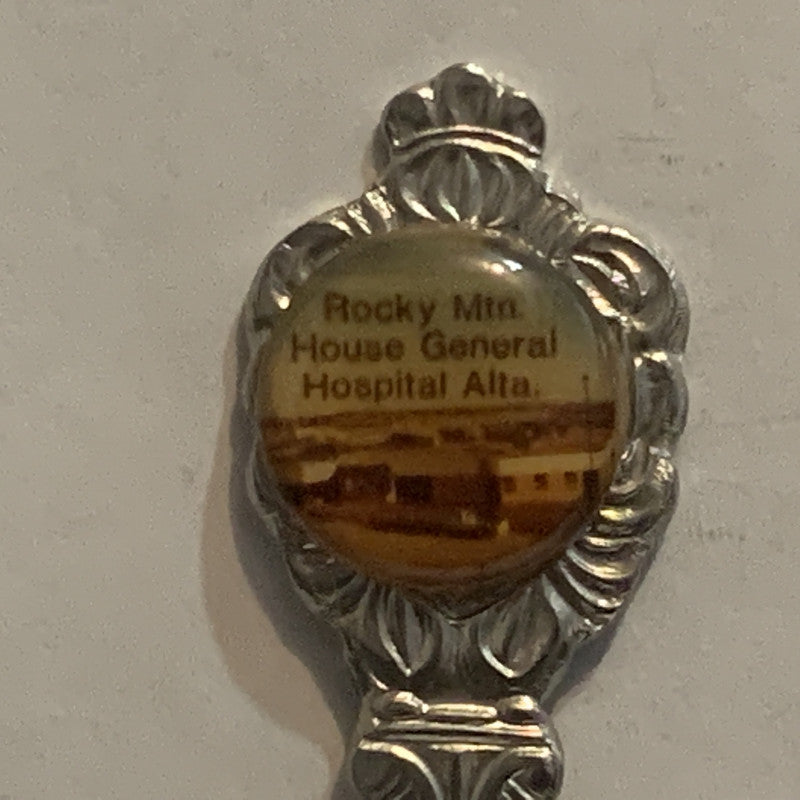 Rocky Mtn.
House General
Hospital Alta.